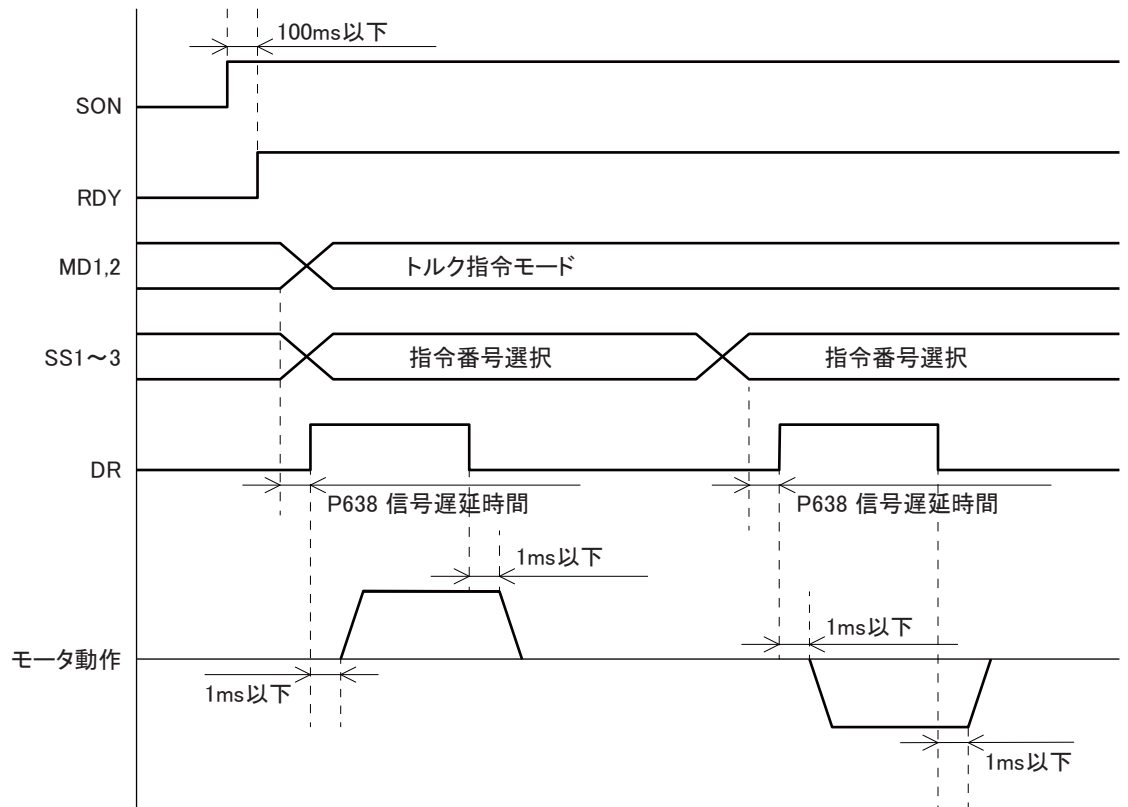 100ms以下
SON
RDY
MD1,2
トルク指令モード
SS1～3
指令番号選択
指令番号選択
DR
P638 信号遅延時間
P638 信号遅延時間
1ms以下
1ms以下
モータ動作
1ms以下
1ms以下